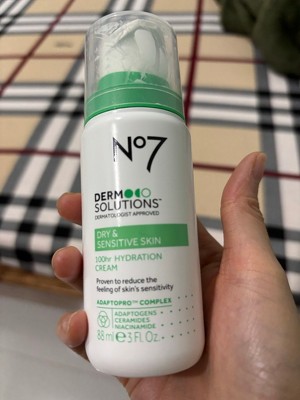 No7
DERM
SOLUTIONS™
DERMATOLOGIST APPROVED
DRY &
SENSITIVE SKIN
100hr HYDRATION
CREAM
Proven to reduce the
feeling of skin's sensitivity
ADAPTOPRO™ COMPLEX
ADAPTOGENS
CERAMIDES
NIACINAMIDE
88 ml ℮ 3 FL Oz.